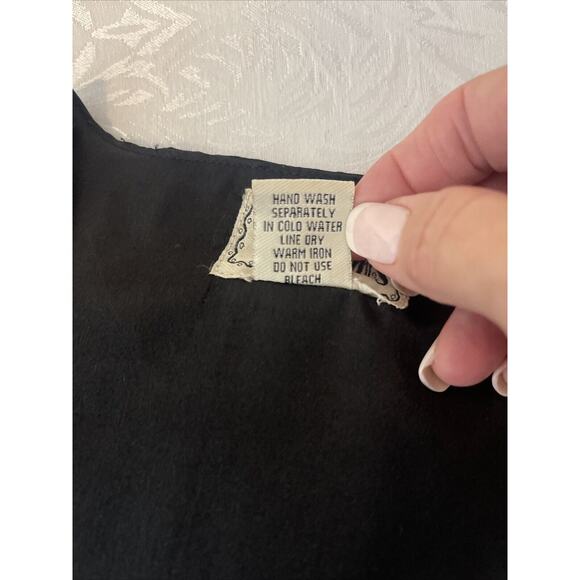 HAND WASH
SEPARATELY
IN COLD WATER
LINE DRY
WARM IRON
DO NOT USE
BLEACH